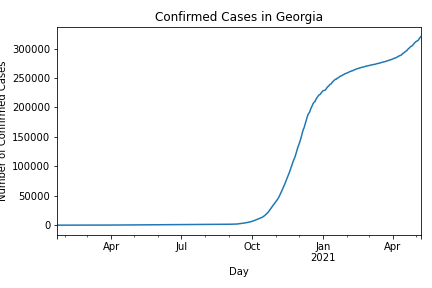 Confirmed Cases in Georgia
Number of Confirmed Cases
300000
250000
200000
150000
100000
50000
0
Apr
Jul
Oct
Jan
2021
Apr
Day